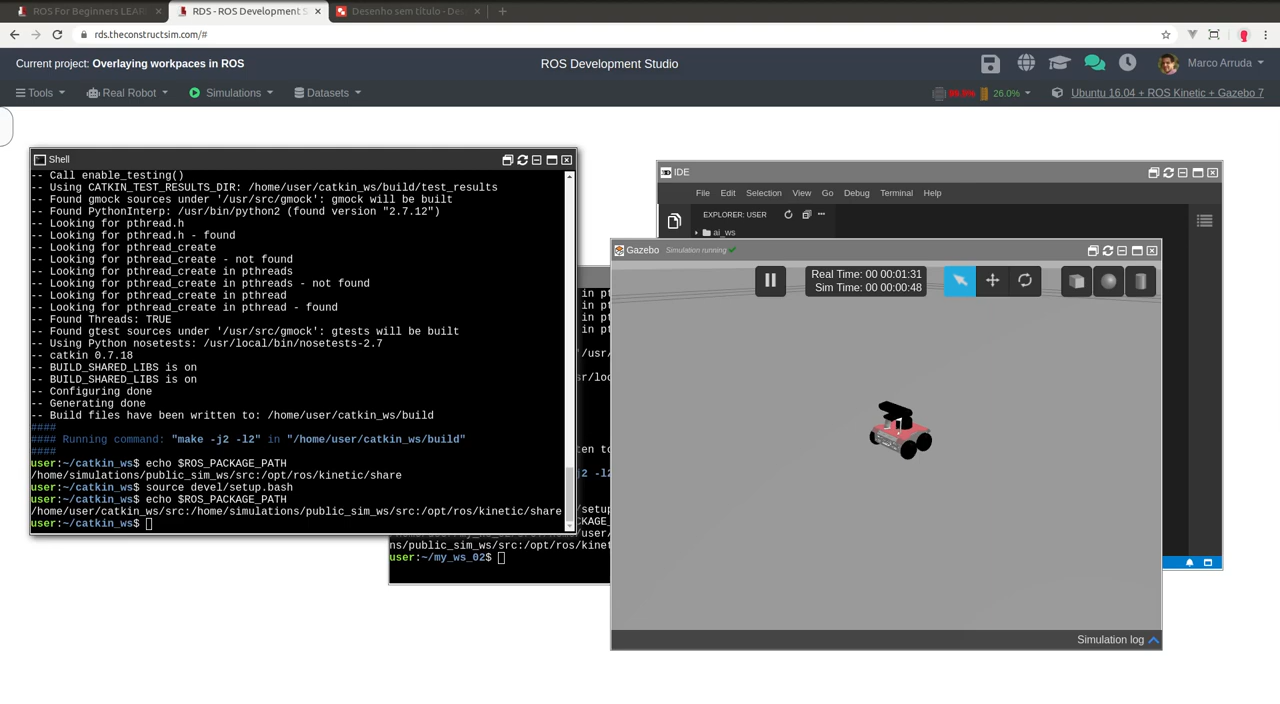 ROS For Beginners LEAR
RDS - ROS Development S
Desenho sem título - Des
rds.theconstructsim.com/#
Current project: Overlaying workpaces in ROS
ROS Development Studio
Marco Arruda
Tools
Real Robot
Simulations
Datasets
26.0%
Ubuntu 16.04 + ROS Kinetic + Gazebo 7
Shell
-- Call enable_testing()
-- Using CATKIN_TEST_RESULTS_DIR: /home/user/catkin_ws/build/test_results
-- Found gmock sources under '/usr/src/gmock': gmock will be built
-- Found PythonInterp: /usr/bin/python2 (found version "2.7.12")
-- Looking for pthread.h
-- Looking for pthread.h - found
-- Looking for pthread_create
-- Looking for pthread_create - not found
-- Looking for pthread_create in pthreads
-- Looking for pthread_create in pthreads - not found
-- Looking for pthread_create in pthread
-- Looking for pthread_create in pthread - found
-- Found Threads: TRUE
-- Found gtest sources under '/usr/src/gmock': gtests will be built
-- Using Python nosetests: /usr/local/bin/nosetests-2.7
-- catkin 0.7.18
-- BUILD_SHARED_LIBS is on
-- BUILD_SHARED_LIBS is on
-- Configuring done
-- Generating done
-- Build files have been written to: /home/user/catkin_ws/build
####
#### Running command: "make -j2 -l2" in "/home/user/catkin_ws/build"
####
user:~/catkin_ws$ echo $ROS_PACKAGE_PATH
/home/simulations/public_sim_ws/src:/opt/ros/kinetic/share
user:~/catkin_ws$ source devel/setup.bash
user:~/catkin_ws$ echo $ROS_PACKAGE_PATH
/home/user/catkin_ws/src:/home/simulations/public_sim_ws/src:/opt/ros/kinetic/share
user:~/catkin_ws$
ns/public_sim_ws/src:/opt/ros/kinet
user:~/my_ws_02$
IDE
File Edit Selection View Go Debug Terminal Help
EXPLORER: USER
ai_ws
Gazebo
Simulation running
Real Time: 00 00:01:31
Sim Time: 00 00:00:48
Simulation log